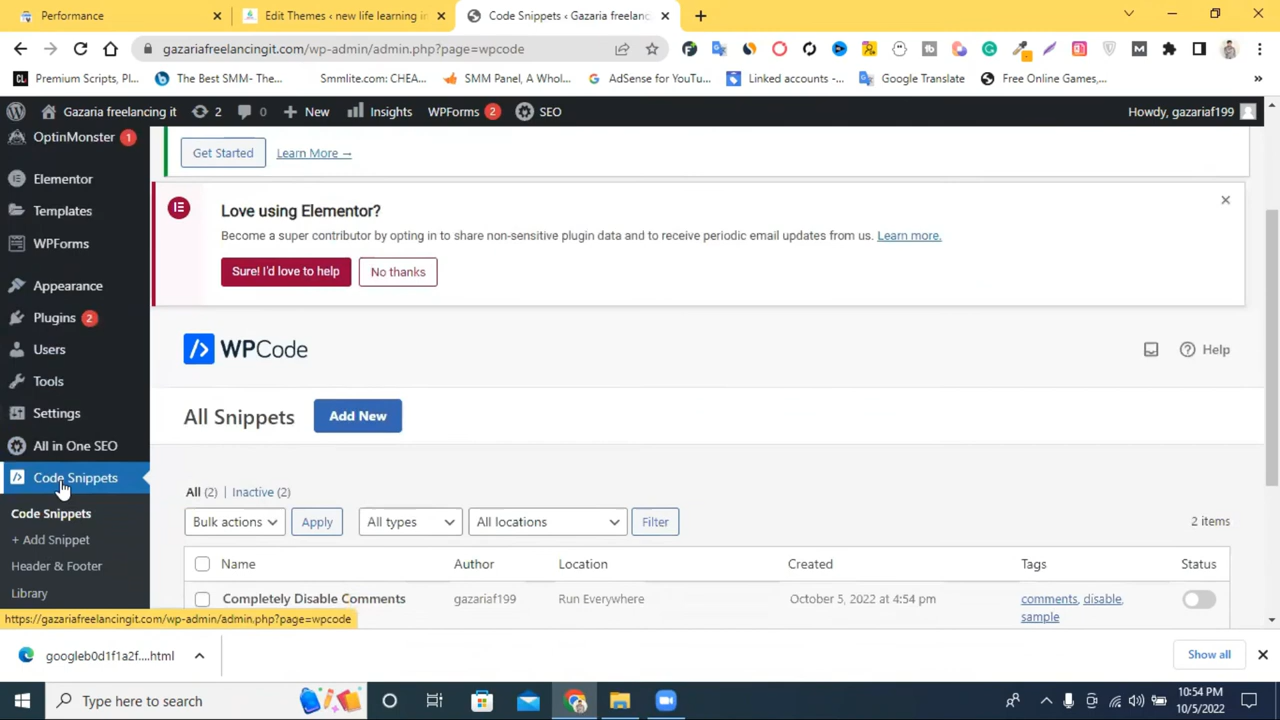 Performance
Edit Themes ‹ new life learning in
Code Snippets ‹ Gazaria freelanc
gazariafreelancingit.com/wp-admin/admin.php?page=wpcode
Premium Scripts, Pl...
The Best SMM- The...
Smmlite.com: CHEA...
SMM Panel, A Whol...
AdSense for YouTu...
Linked accounts -...
Google Translate
Free Online Games,...
»
Gazaria freelancing it
2
0
New
Insights
WPForms 2
SEO
Howdy, gazariaf199
OptinMonster 1
Elementor
Templates
WPForms
Appearance
Plugins 2
Users
Tools
Settings
All in One SEO
Code Snippets
Code Snippets
+ Add Snippet
Header & Footer
Library
Get Started
Learn More →
Love using Elementor?
Become a super contributor by opting in to share non-sensitive plugin data and to receive periodic email updates from us. Learn more.
Sure! I'd love to help
No thanks
WPCode
Help
All Snippets
Add New
All (2) | Inactive (2)
Bulk actions
Apply
All types
All locations
Filter
2 items
Name
Author
Location
Created
Tags
Status
Completely Disable Comments
gazariaf199
Run Everywhere
October 5, 2022 at 4:54 pm
comments, disable,
sample
https://gazariafreelancingit.com/wp-admin/admin.php?page=wpcode
googleb0d1f1a2f....html
Show all
Type here to search
10:54 PM
10/5/2022